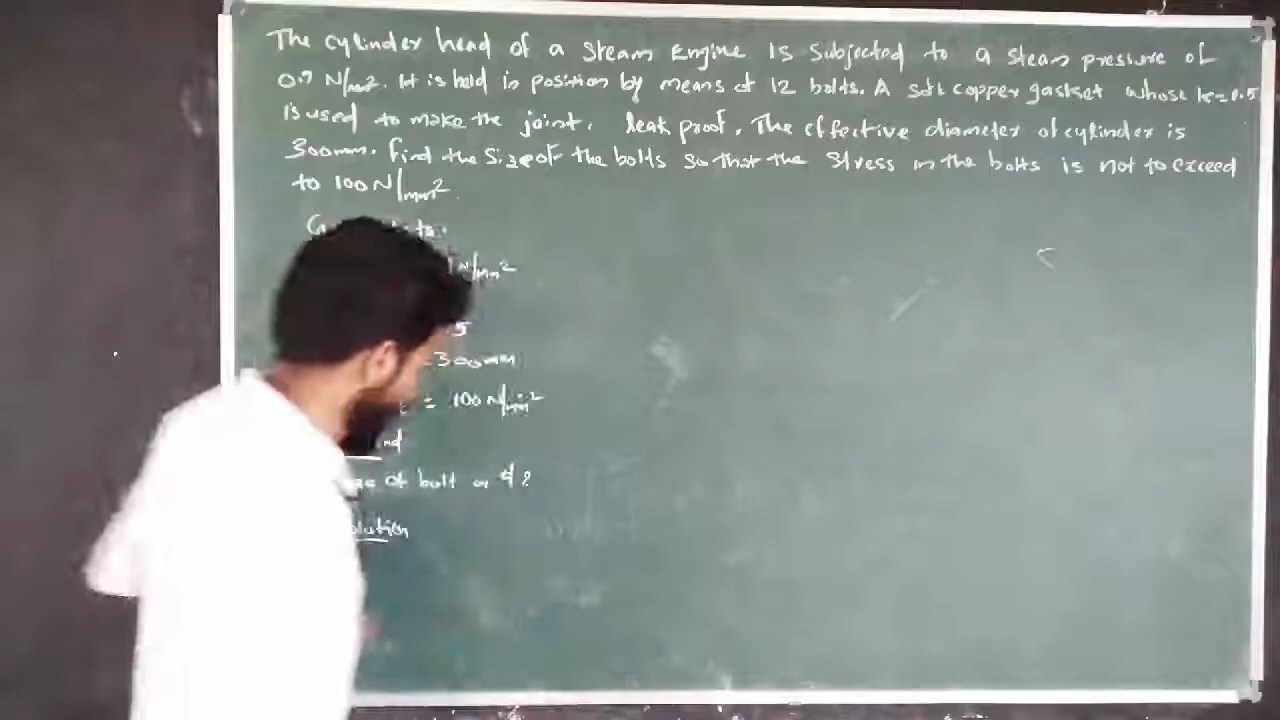 The cylinder head of a steam Engine is subjected to a steam pressure of
0.7 N/mm². It is held in position by means of 12 bolts. A soft copper gasket whose k=0.5
is used to make the joint, leak proof. The effective diameter of cylinder is
300mm. Find the Size of the bolts so that the Stress in the bolts is not to exceed
to 100 N/mm².
N/mm²
5
300mm
= 100 N/mm²
of bolt or d?